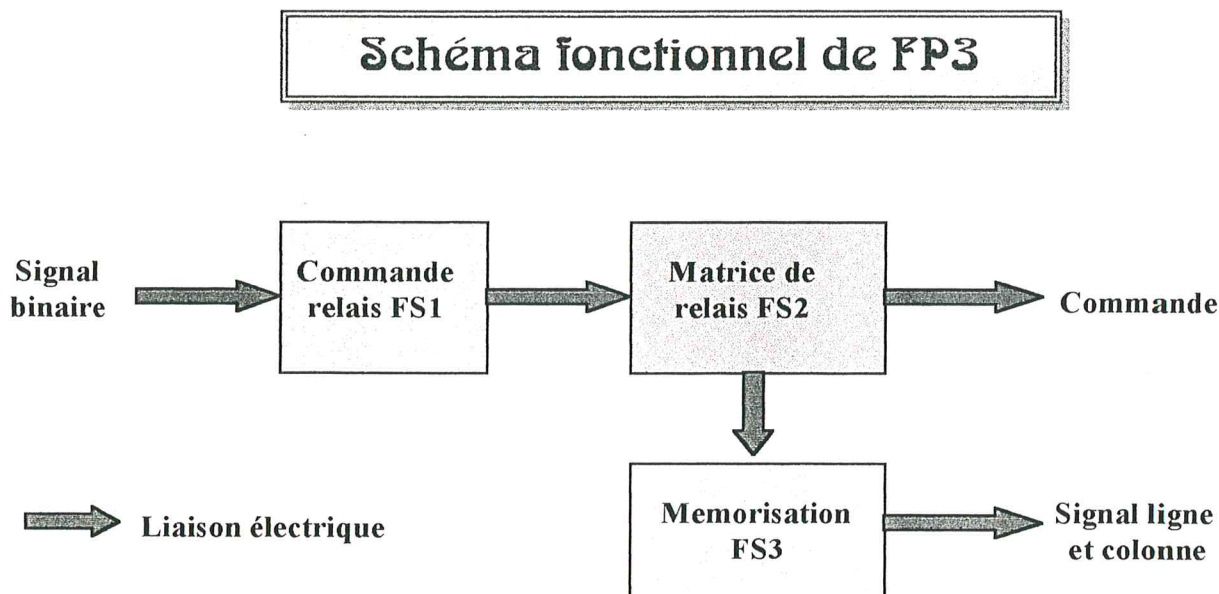 Schéma fonctionnel de FP3
Signal
binaire
Commande
relais FS1
Matrice de
relais FS2
Commande
Memorisation
FS3
Signal ligne
et colonne
Liaison électrique